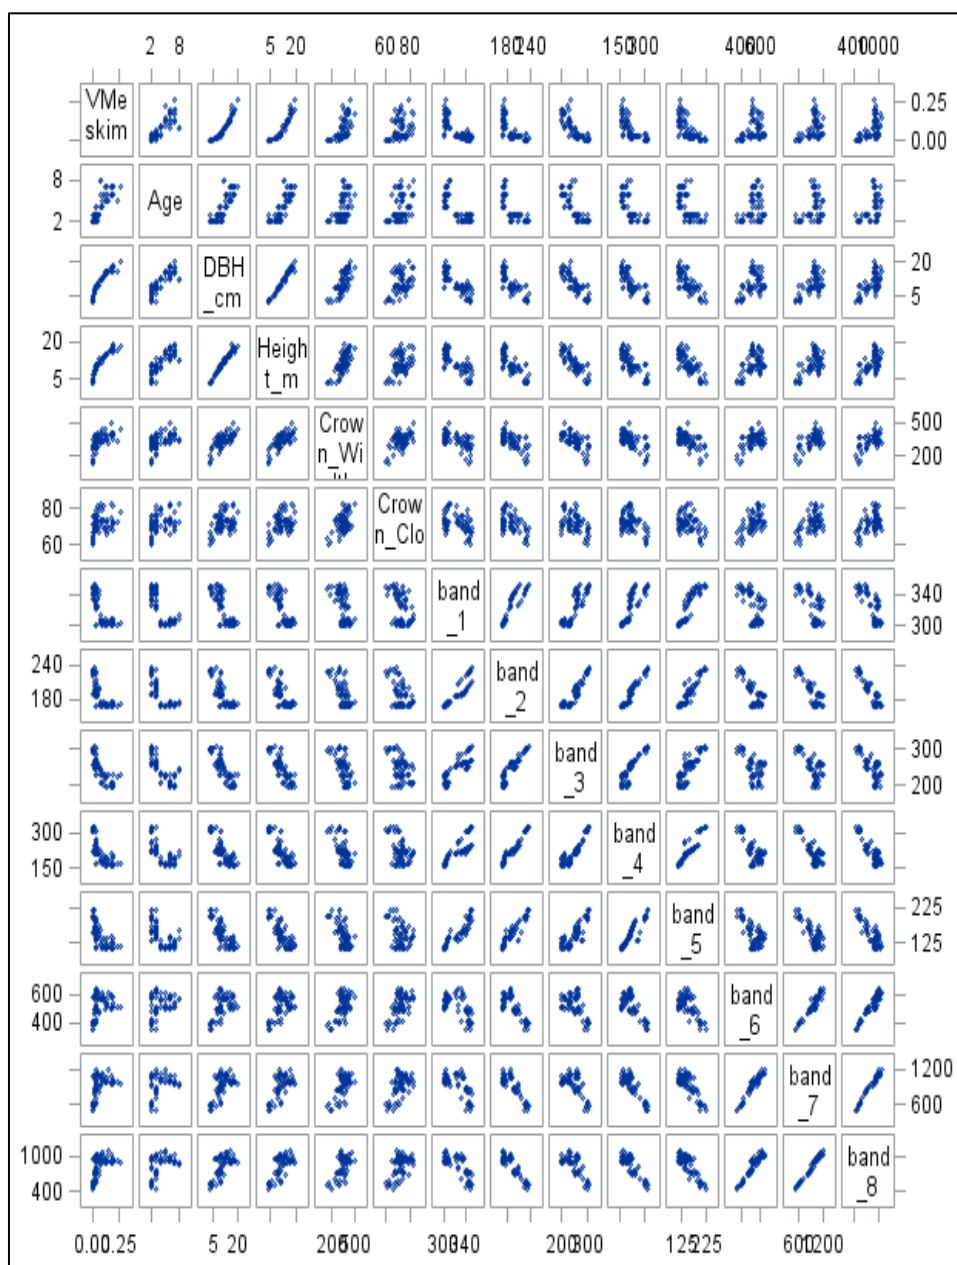 2 8 5 20 60 80 180 240 150 300 400 600 400 1000
VMe 0.25
skim 0.00
8
Age
2
DBH 20
_cm 5
20 Heigh
5 t_m
Crow 500
n_Wi 200
80 Crow
60 n_Clo
band 340
_1 300
240 band
180 _2
band 300
_3 200
300 band
150 _4
band 225
_5 125
600 band
400 _6
band 1200
_7 600
1000 band
400 _8
0.00 0.25 5 20 200 500 300 340 200 300 125 225 600 1200